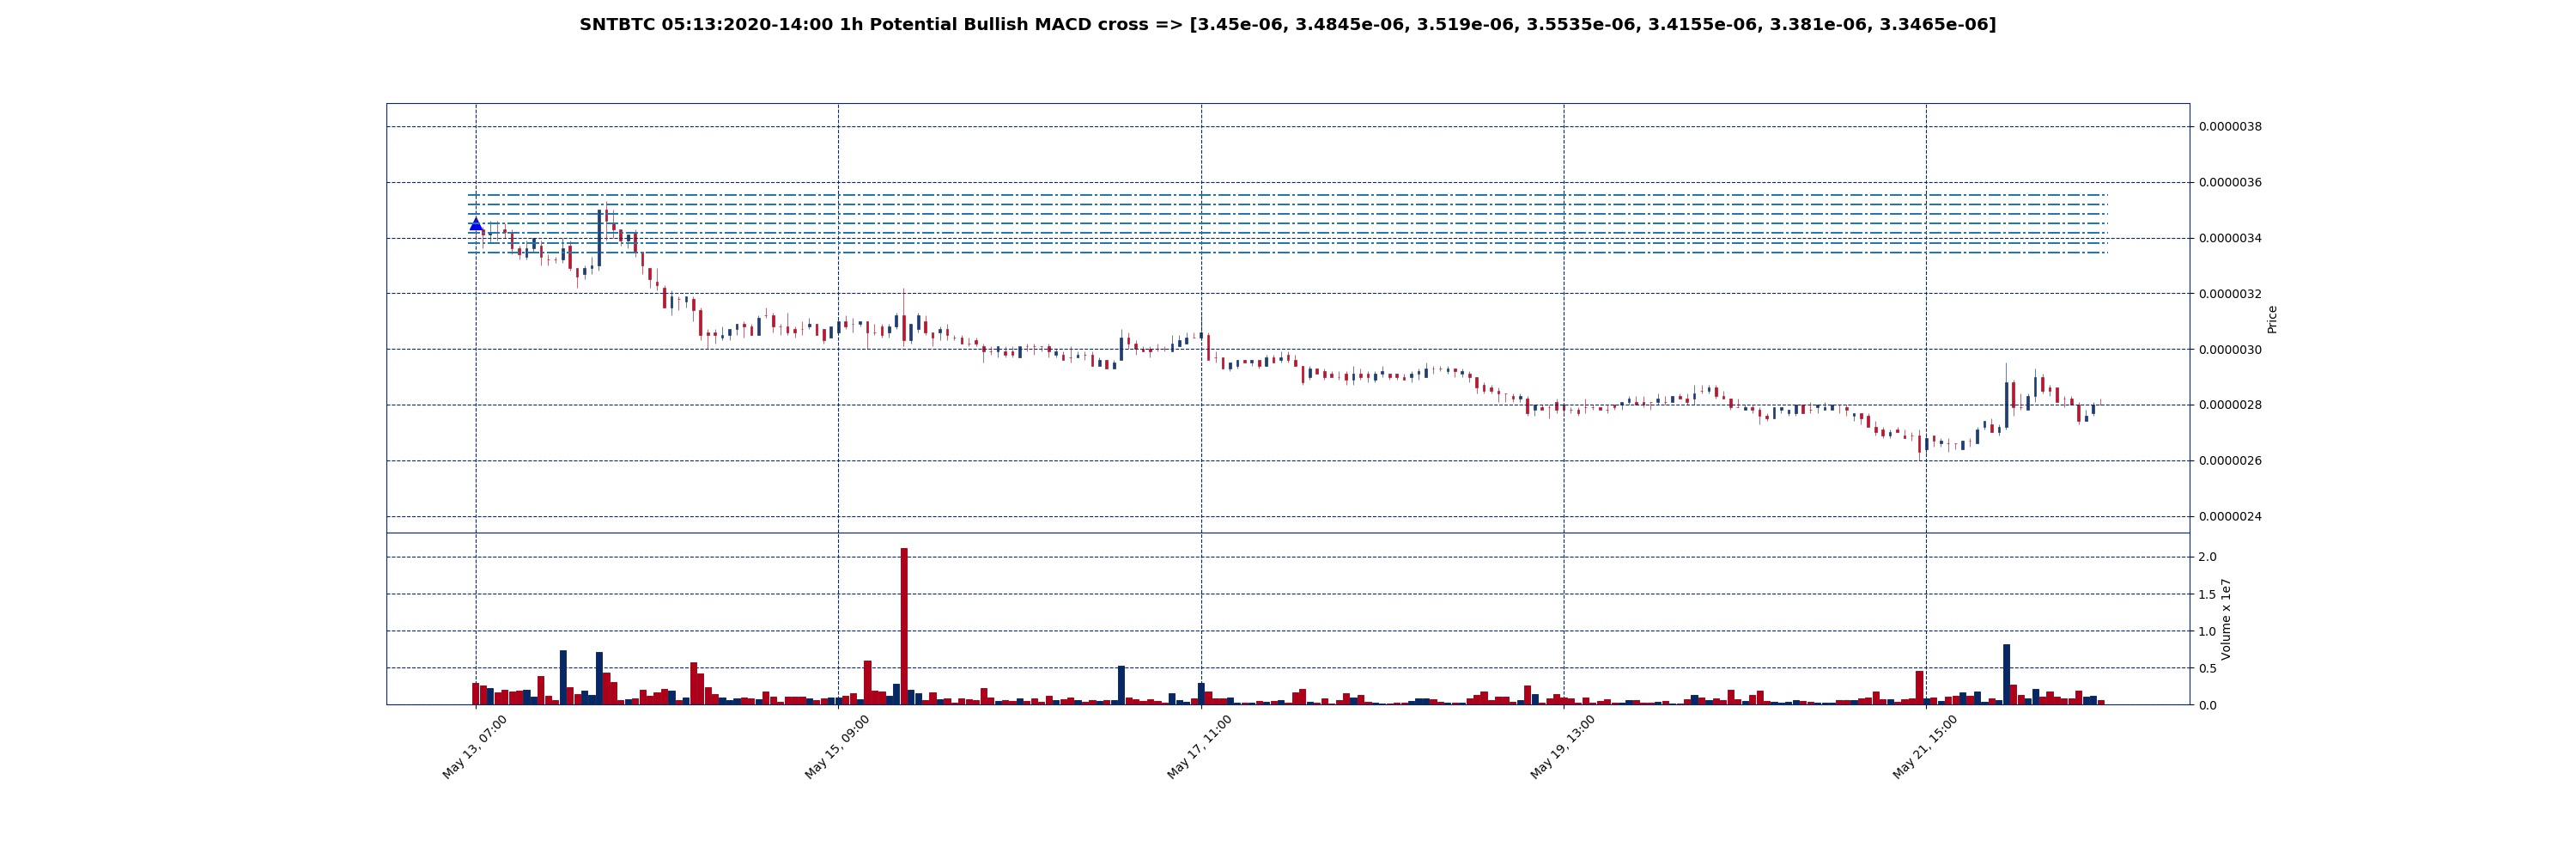 SNTBTC 05:13:2020-14:00 1h Potential Bullish MACD cross => [3.45e-06, 3.4845e-06, 3.519e-06, 3.5535e-06, 3.4155e-06, 3.381e-06, 3.3465e-06]
0.0000038
0.0000036
0.0000034
0.0000032
0.0000030
0.0000028
0.0000026
0.0000024
Price
2.0
1.5
1.0
0.5
0.0
Volume x 1e7
May 13, 07:00
May 15, 09:00
May 17, 11:00
May 19, 13:00
May 21, 15:00